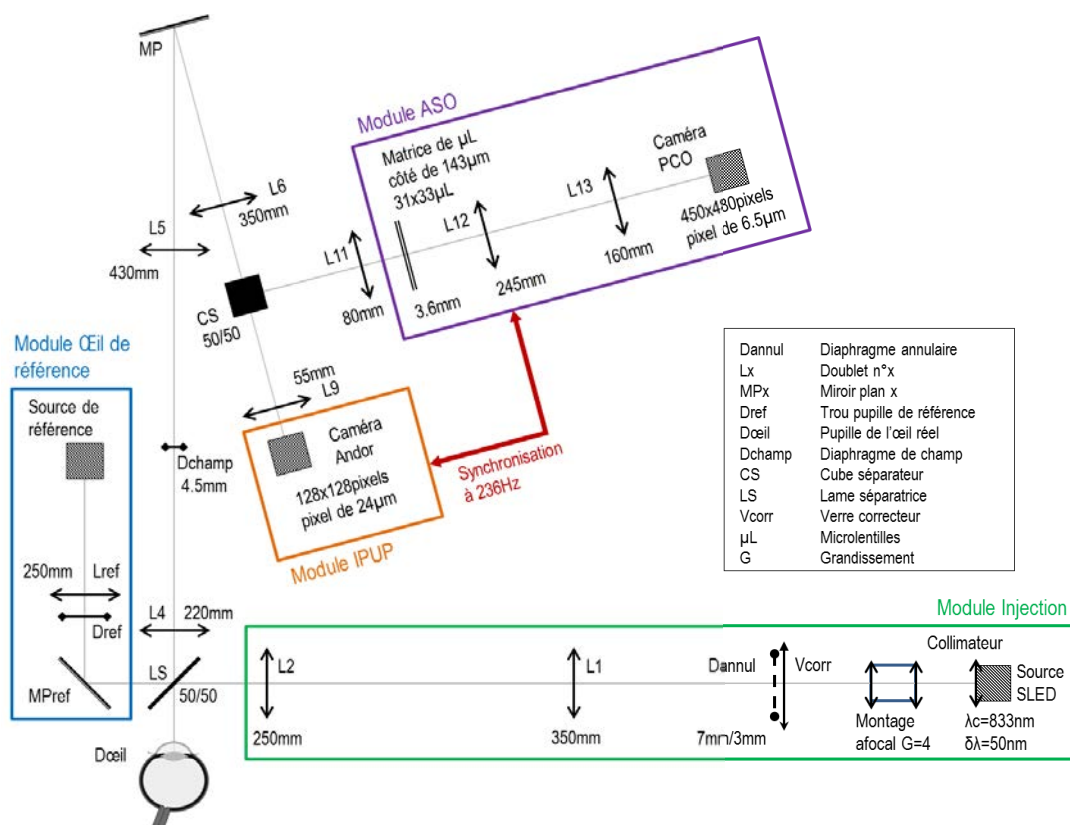 MP
Module ASO
Matrice de µL
côté de 143µm
31x33µL
Caméra
PCO
L6
350mm
L5
430mm
L11
80mm
L12
245mm
3.6mm
L13
160mm
450x480pixels
pixel de 6.5µm
CS
50/50
Module Œil de
référence
Source de
référence
55mm
L9
Caméra
Andor
128x128pixels
pixel de 24µm
Module IPUP
Synchronisation
à 236Hz
Dchamp
4.5mm
Dannul Diaphragme annulaire
Lx Doublet n°x
MPx Miroir plan x
Dref Trou pupille de référence
Dœil Pupille de l'œil réel
Dchamp Diaphragme de champ
CS Cube séparateur
LS Lame séparatrice
Vcorr Verre correcteur
µL Microlentilles
G Grandissement
250mm
Lref
Dref
L4
220mm
MPref
LS
50/50
Dœil
Module Injection
L2
250mm
L1
350mm
Dannul
7mm/3mm
Vcorr
Montage
afocal G=4
Collimateur
Source
SLED
λc=833nm
δλ=50nm